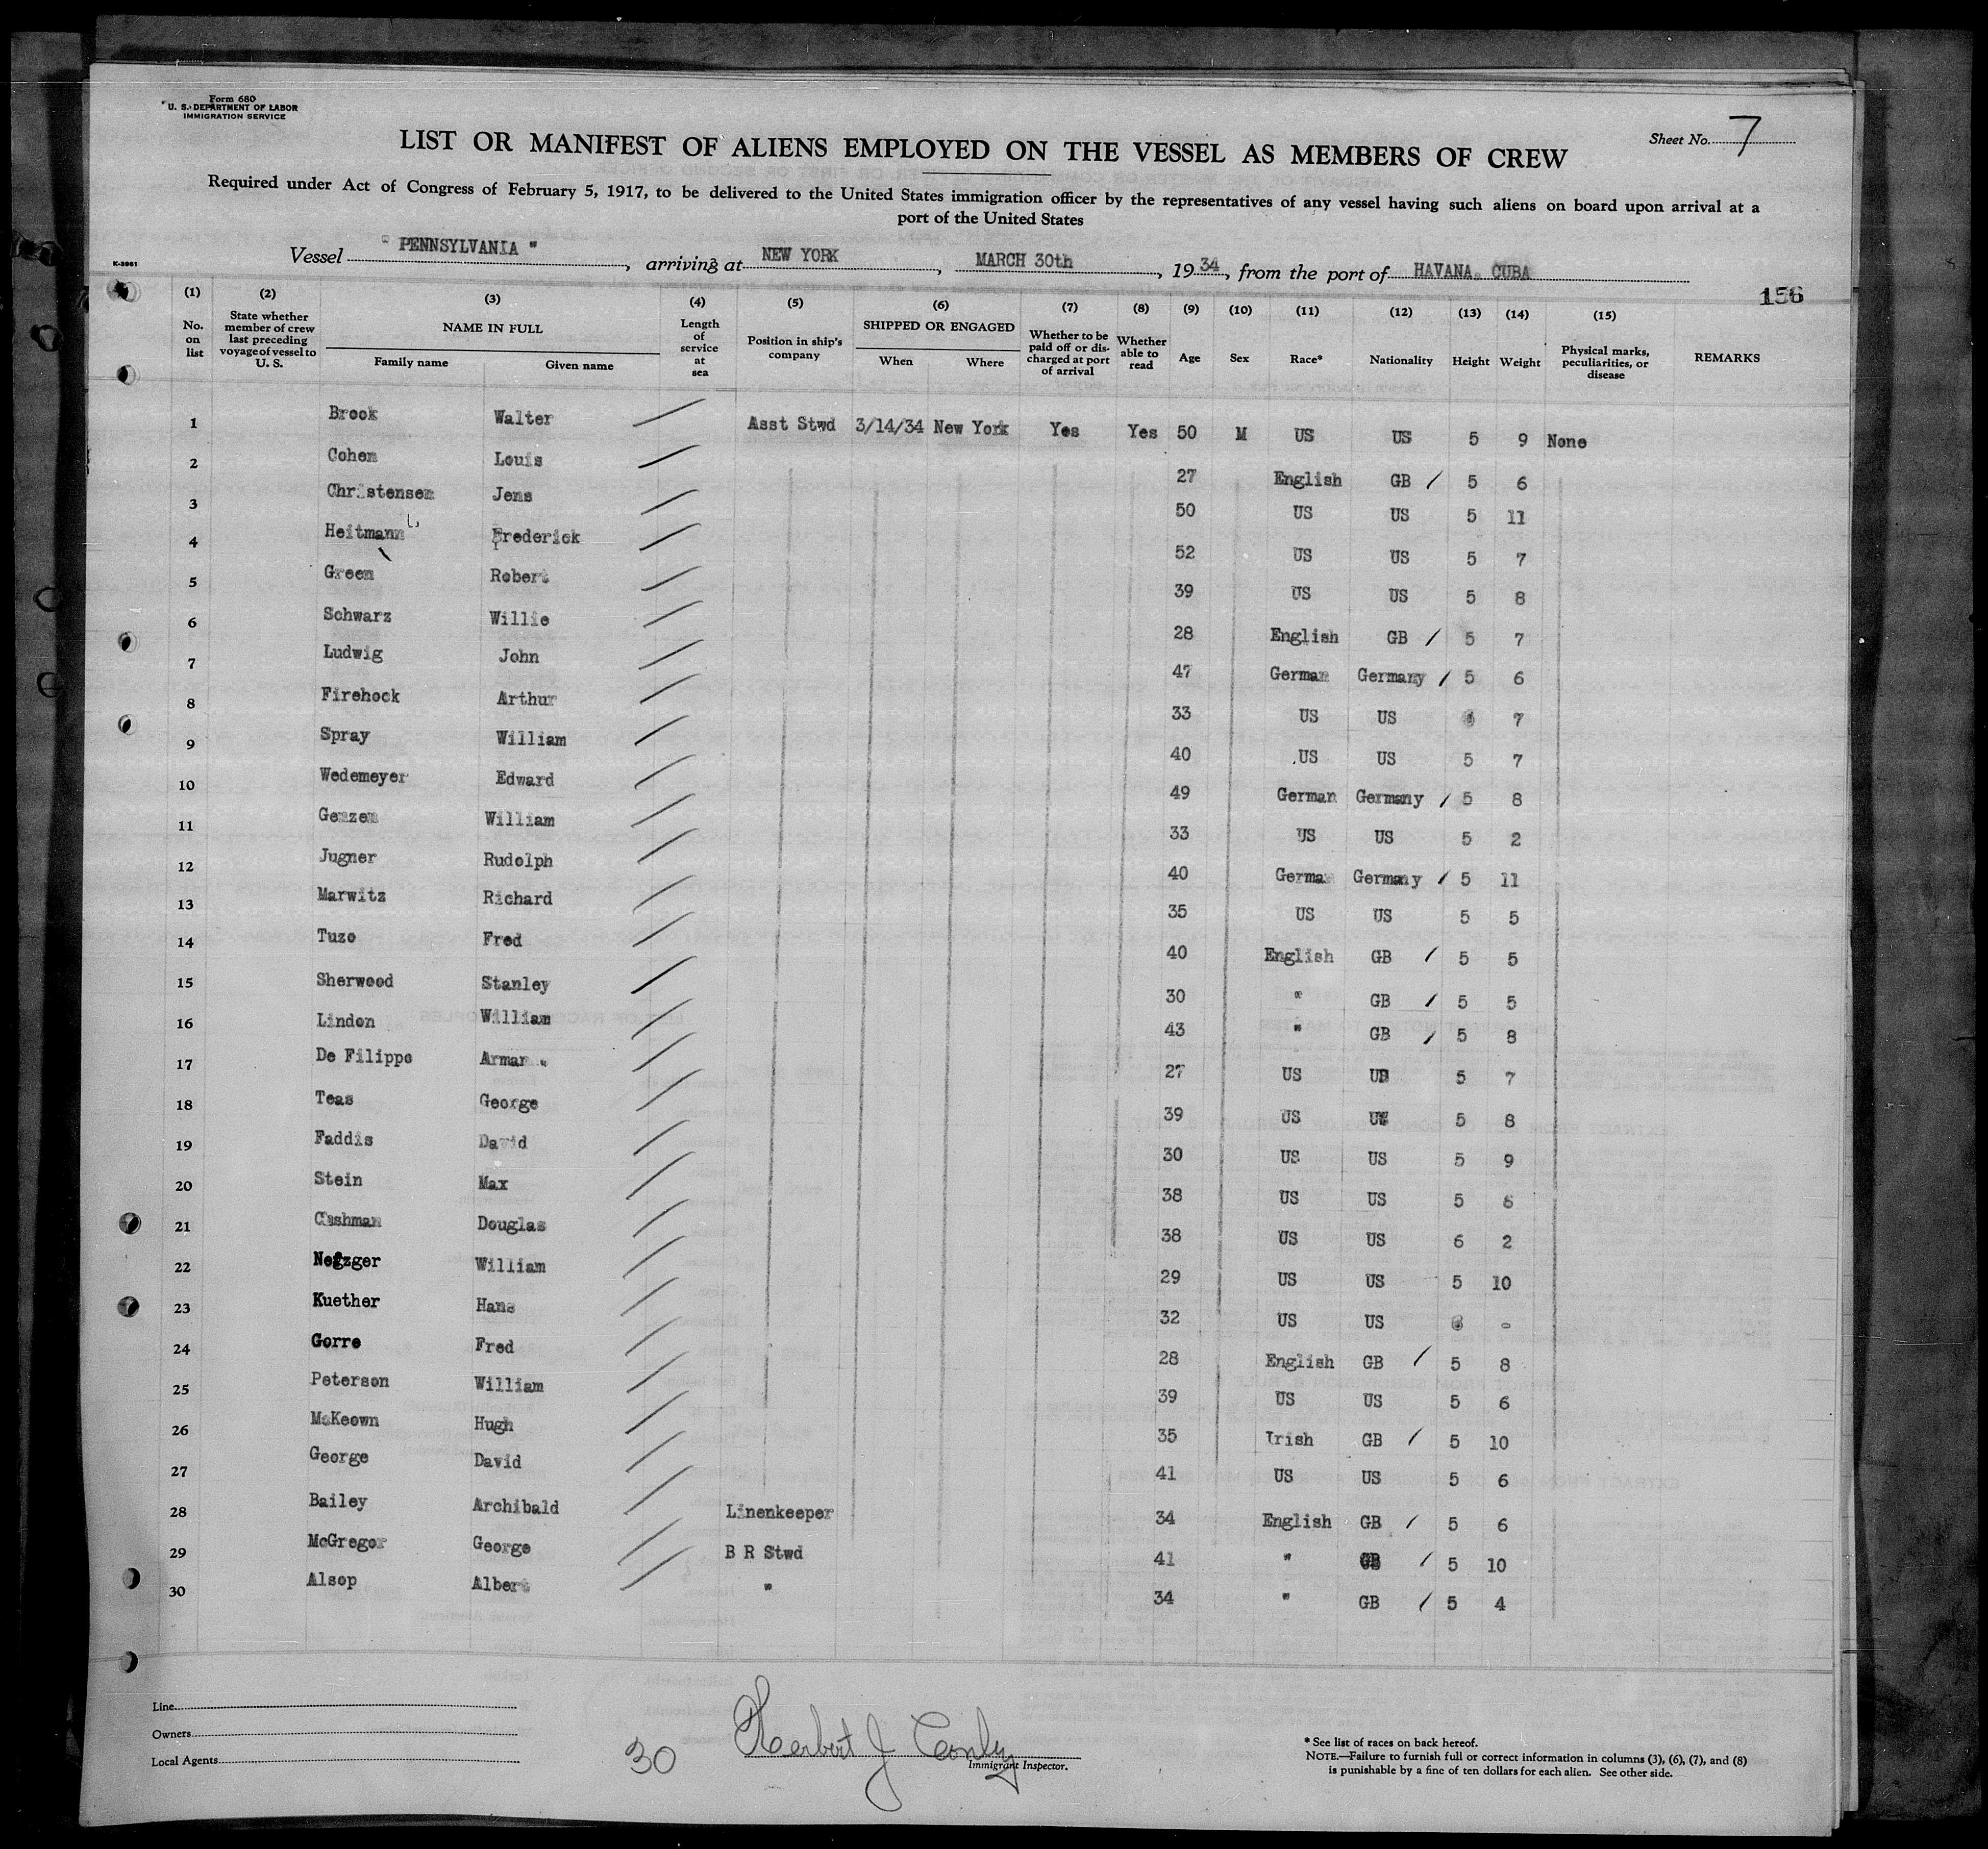 Form 680
U. S. DEPARTMENT OF LABOR
IMMIGRATION SERVICE
Sheet No. 7
LIST OR MANIFEST OF ALIENS EMPLOYED ON THE VESSEL AS MEMBERS OF CREW
Required under Act of Congress of February 5, 1917, to be delivered to the United States immigration officer by the representatives of any vessel having such aliens on board upon arrival at a
port of the United States
K-3961
Vessel " PENNSYLVANIA ", arriving at NEW YORK, MARCH 30th, 1934, from the port of HAVANA, CUBA
156
(1) (2) (3) (4) (5) (6) (7) (8) (9) (10) (11) (12) (13) (14) (15)
No. on list State whether member of crew last preceding voyage of vessel to U. S. NAME IN FULL Family name Given name Length of service at sea Position in ship's company SHIPPED OR ENGAGED When Where Whether to be paid off or discharged at port of arrival Whether able to read Age Sex Race* Nationality Height Weight Physical marks, peculiarities, or disease REMARKS
1 Brook Walter Asst Stwd 3/14/34 New York Yes Yes 50 M US US 5 9 None
2 Cohen Louis 27 English GB / 5 6
3 Christensen Jens 50 US US 5 11
4 Heitmann Frederick 52 US US 5 7
5 Green Robert 39 US US 5 8
6 Schwarz Willie 28 English GB / 5 7
7 Ludwig John 47 German Germany / 5 6
8 Firehock Arthur 33 US US 7
9 Spray William 40 US US 5 7
10 Wedemeyer Edward 49 German Germany / 5 8
11 William 33 US US 5 2
12 Jugner Rudolph 40 German Germany / 5 11
13 Marwitz Richard 35 US US 5 5
14 Tuzo Fred 40 English GB / 5 5
15 Sherwood Stanley 30 " GB / 5 5
16 Lindon William 43 " GB / 5 8
17 De Filippo 27 US US 5 7
18 Teas George 39 US US 5 8
19 Faddis David 30 US US 5 9
20 Stein Max 38 US US 5
21 Cashman Douglas 38 US US 6 2
22 William 29 US US 5 10
23 Kuether Hans 32 US US
24 Gorre Fred 28 English GB / 5 8
25 Peterson William 39 US US 5 6
26 McKeown Hugh 35 Irish GB / 5 10
27 George David 41 US US 5 6
28 Bailey Archibald Linenkeeper 34 English GB / 5 6
29 McGregor George B R Stwd 41 " GB / 5 10
30 Alsop Albert " 34 " GB / 5 4
Line
Owners
Local Agents
30
Herbert J Conley
Immigrant Inspector.
* See list of races on back hereof.
NOTE.—Failure to furnish full or correct information in columns (3), (6), (7), and (8)
is punishable by a fine of ten dollars for each alien. See other side.